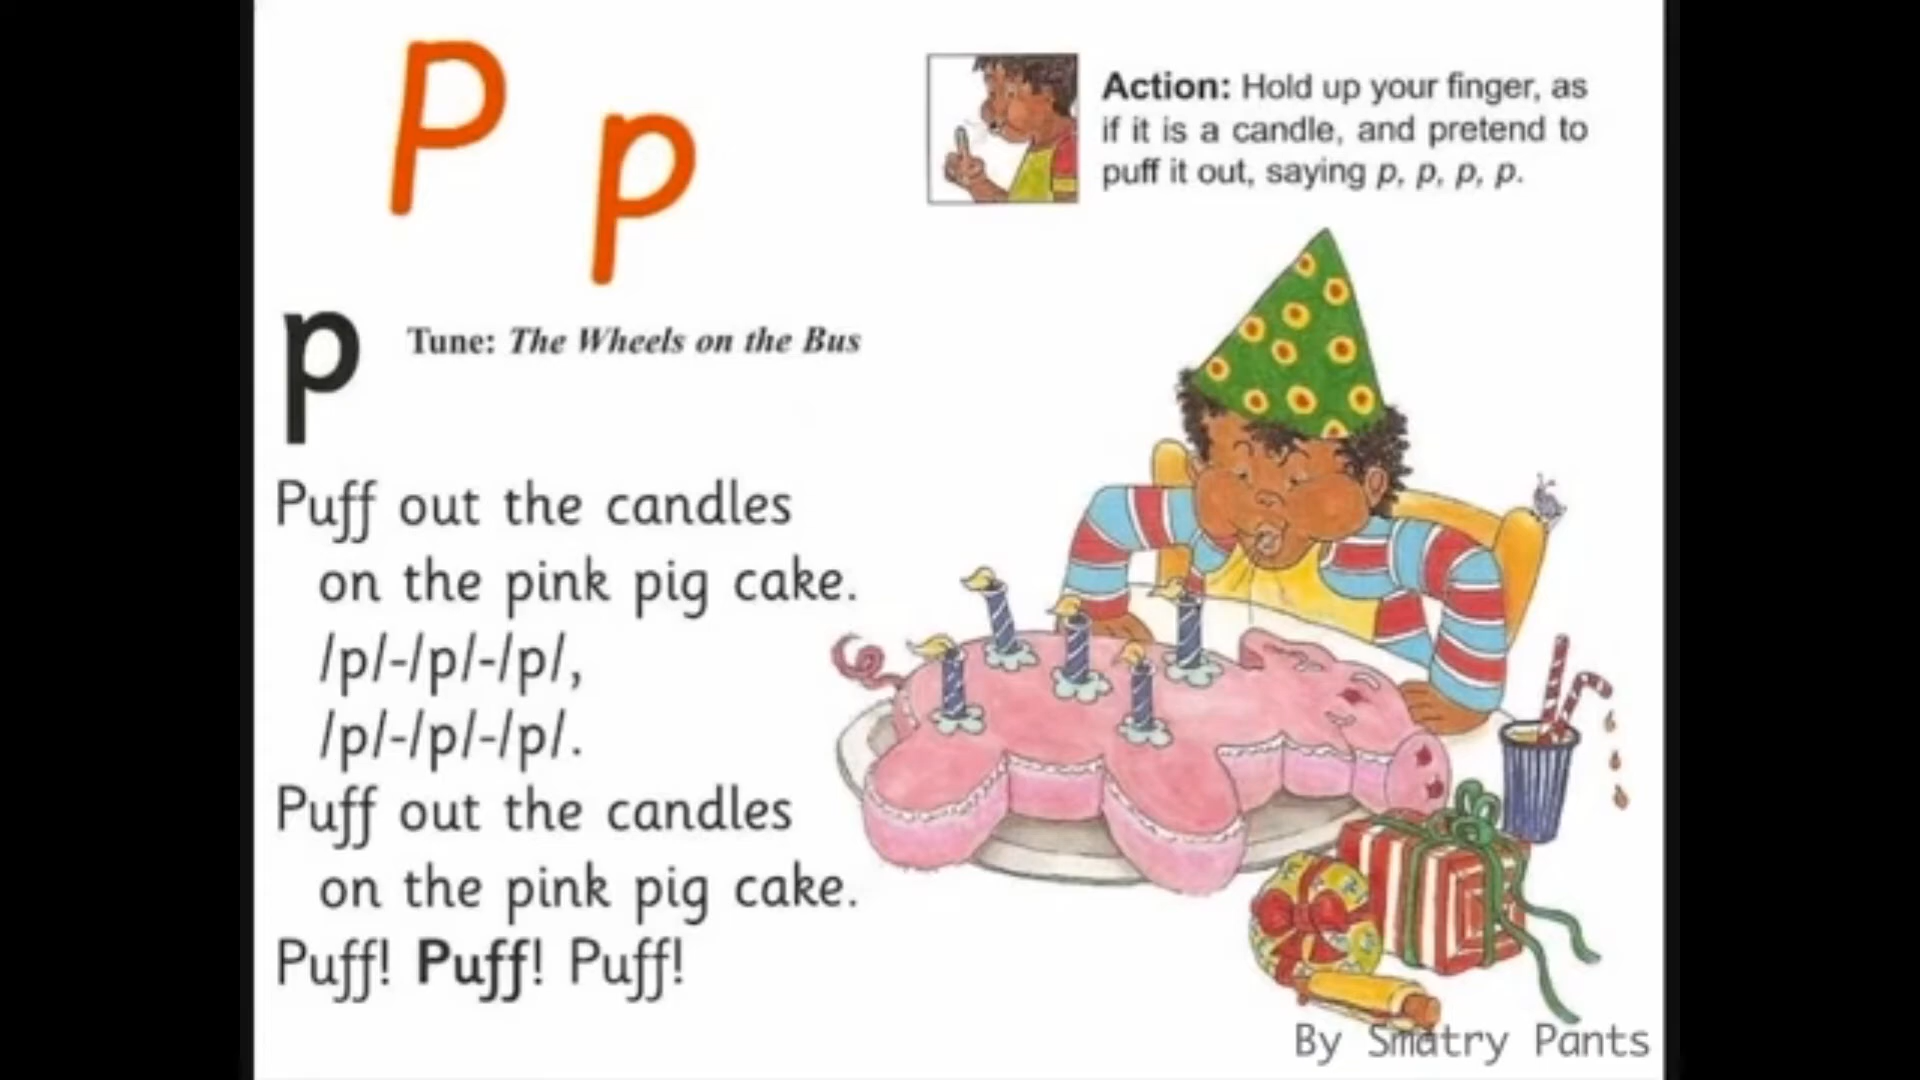 P p
Action: Hold up your finger, as
if it is a candle, and pretend to
puff it out, saying p, p, p, p.
p
Tune: The Wheels on the Bus
Puff out the candles
on the pink pig cake.
/p/-/p/-/p/,
/p/-/p/-/p/.
Puff out the candles
on the pink pig cake.
Puff! Puff! Puff!
By Smatry Pants